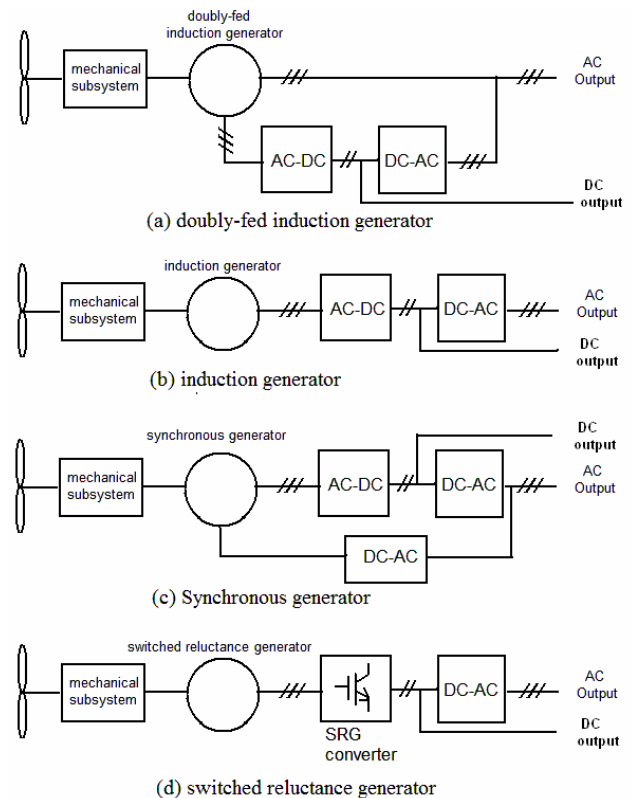 doubly-fed
induction generator
mechanical
subsystem
AC
Output
AC-DC
DC-AC
DC
output
(a) doubly-fed induction generator
induction generator
mechanical
subsystem
AC-DC
DC-AC
AC
Output
DC
output
(b) induction generator
synchronous generator
DC
output
mechanical
subsystem
AC-DC
DC-AC
AC
Output
DC-AC
(c) Synchronous generator
switched reluctance generator
mechanical
subsystem
DC-AC
AC
Output
SRG
converter
DC
output
(d) switched reluctance generator